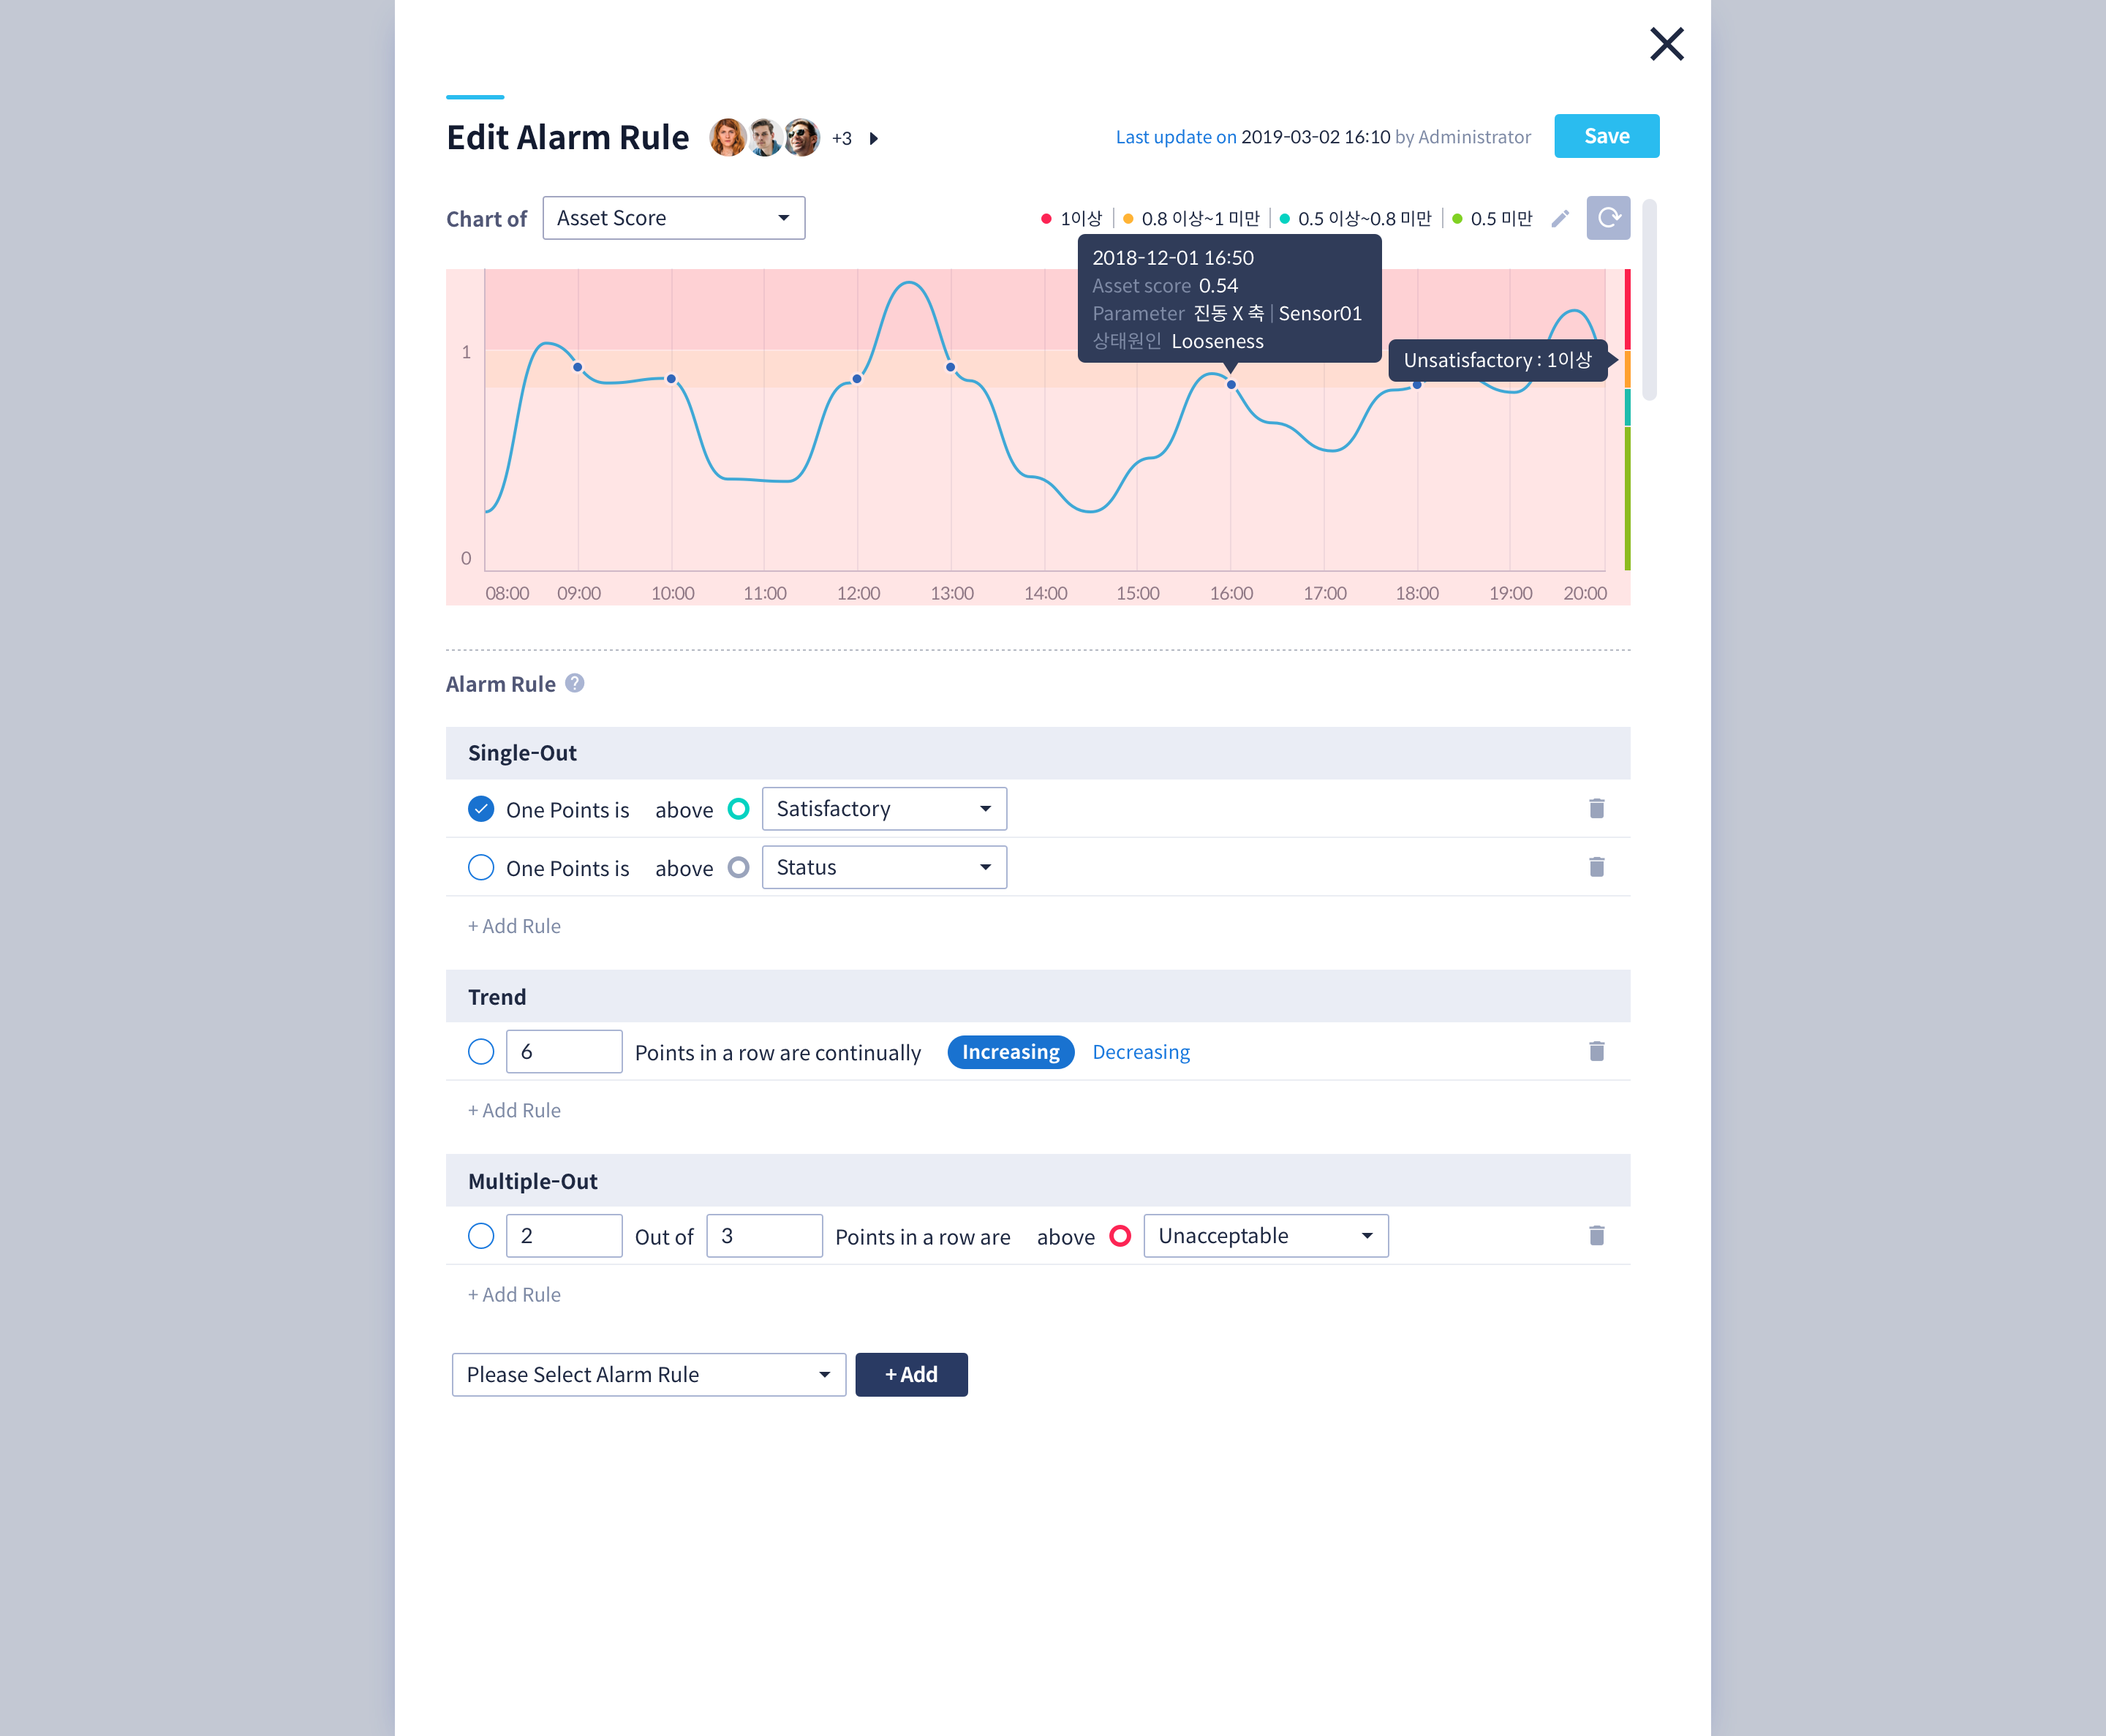 Edit Alarm Rule +3 Last update on 2019-03-02 16:10 by Administrator Save
Chart of Asset Score 1이상 0.8 이상~1 미만 0.5 이상~0.8 미만 0.5 미만
2018-12-01 16:50
Asset score 0.54
Parameter 진동 X 축 | Sensor01
상태원인 Looseness
Unsatisfactory : 1이상
1
0
08:00 09:00 10:00 11:00 12:00 13:00 14:00 15:00 16:00 17:00 18:00 19:00 20:00
Alarm Rule ?
Single-Out
One Points is above Satisfactory
One Points is above Status
+ Add Rule
Trend
6 Points in a row are continually Increasing Decreasing
+ Add Rule
Multiple-Out
2 Out of 3 Points in a row are above Unacceptable
+ Add Rule
Please Select Alarm Rule + Add